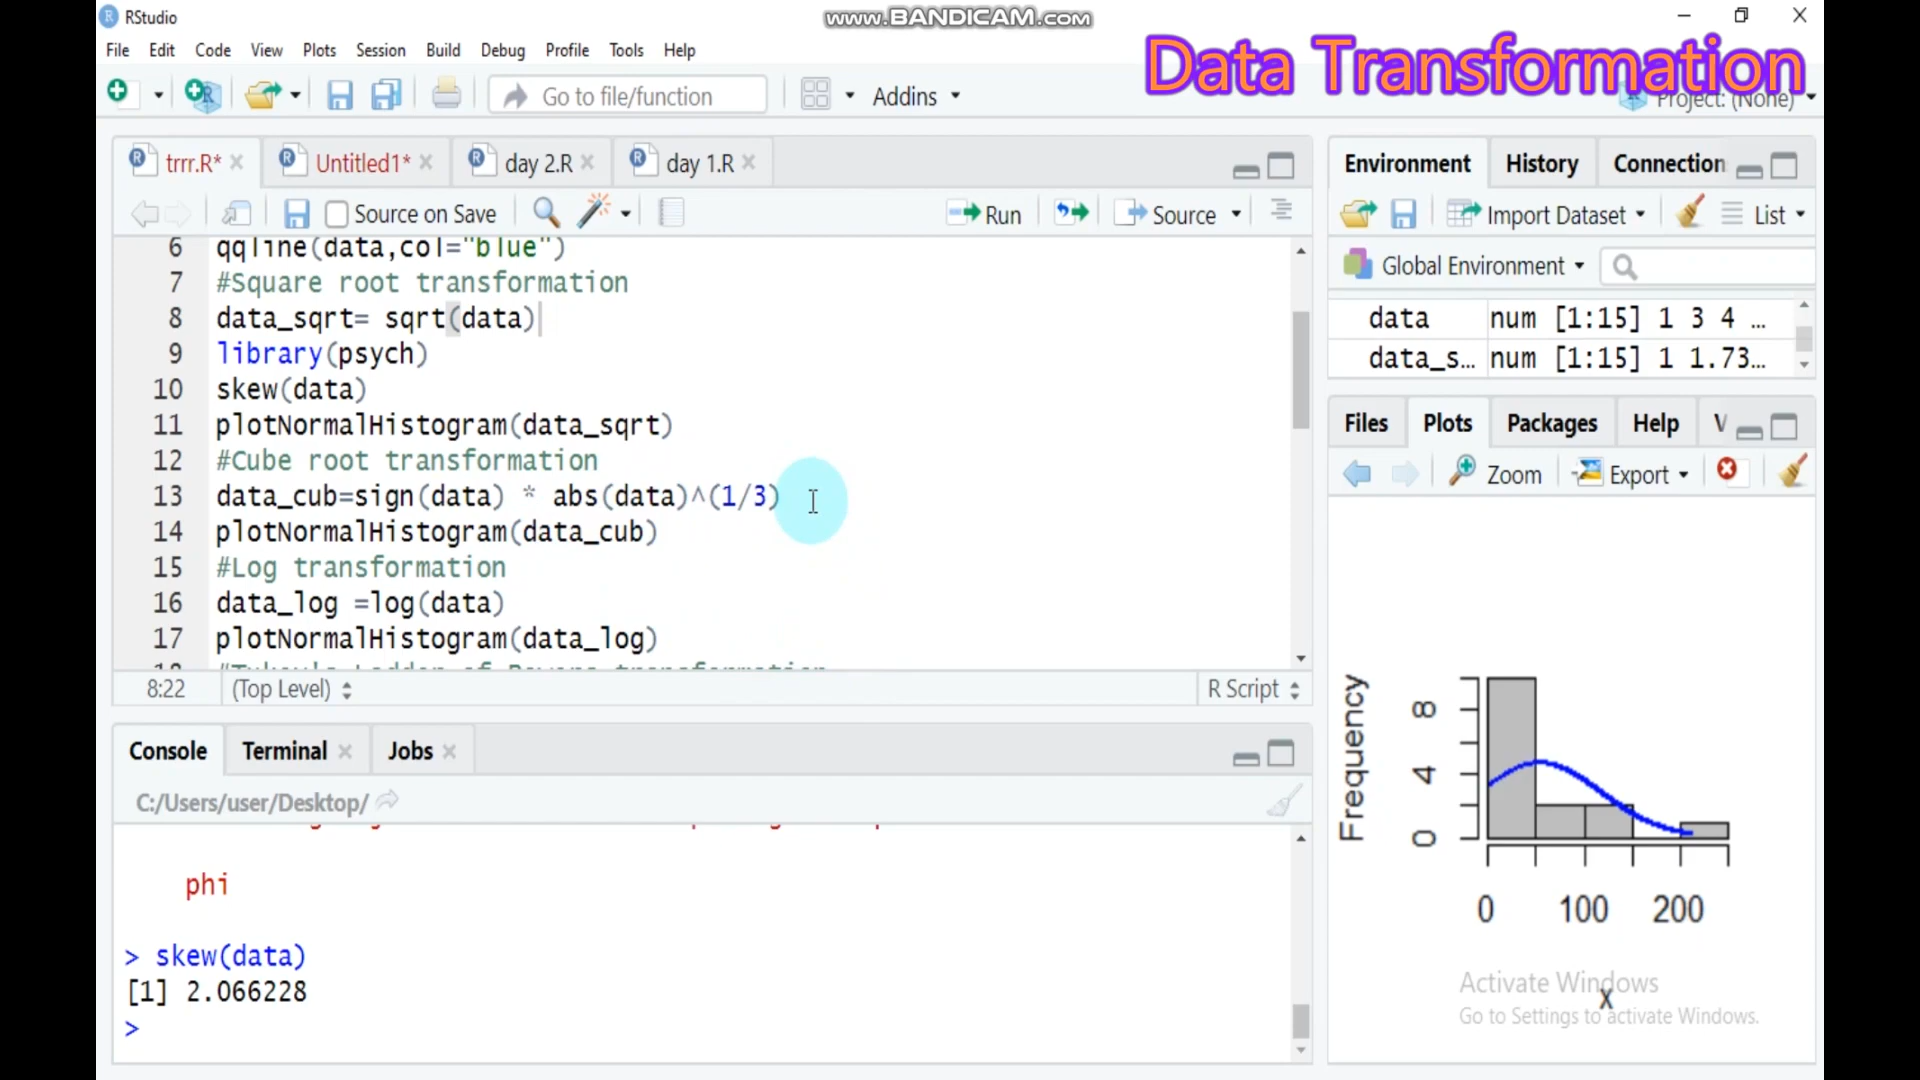 RStudio
www.BANDICAM.com
File Edit Code View Plots Session Build Debug Profile Tools Help
Data Transformation
Go to file/function
Addins
Project: (None)
trrr.R*
Untitled1*
day 2.R
day 1.R
Source on Save
Run
Source
6 qqline(data,col="blue")
7 #Square root transformation
8 data_sqrt= sqrt(data)
9 library(psych)
10 skew(data)
11 plotNormalHistogram(data_sqrt)
12 #Cube root transformation
13 data_cub=sign(data) * abs(data)^(1/3)
14 plotNormalHistogram(data_cub)
15 #Log transformation
16 data_log =log(data)
17 plotNormalHistogram(data_log)
18 #Tukey's Ladder of Powers transformation
8:22 (Top Level) R Script
Console Terminal Jobs
C:/Users/user/Desktop/
phi
> skew(data)
[1] 2.066228
>
Environment History Connection
Import Dataset
List
Global Environment
data num [1:15] 1 3 4 ...
data_s... num [1:15] 1 1.73...
Files Plots Packages Help V
Zoom Export
Frequency
8
4
0
0 100 200
x
Activate Windows
Go to Settings to activate Windows.